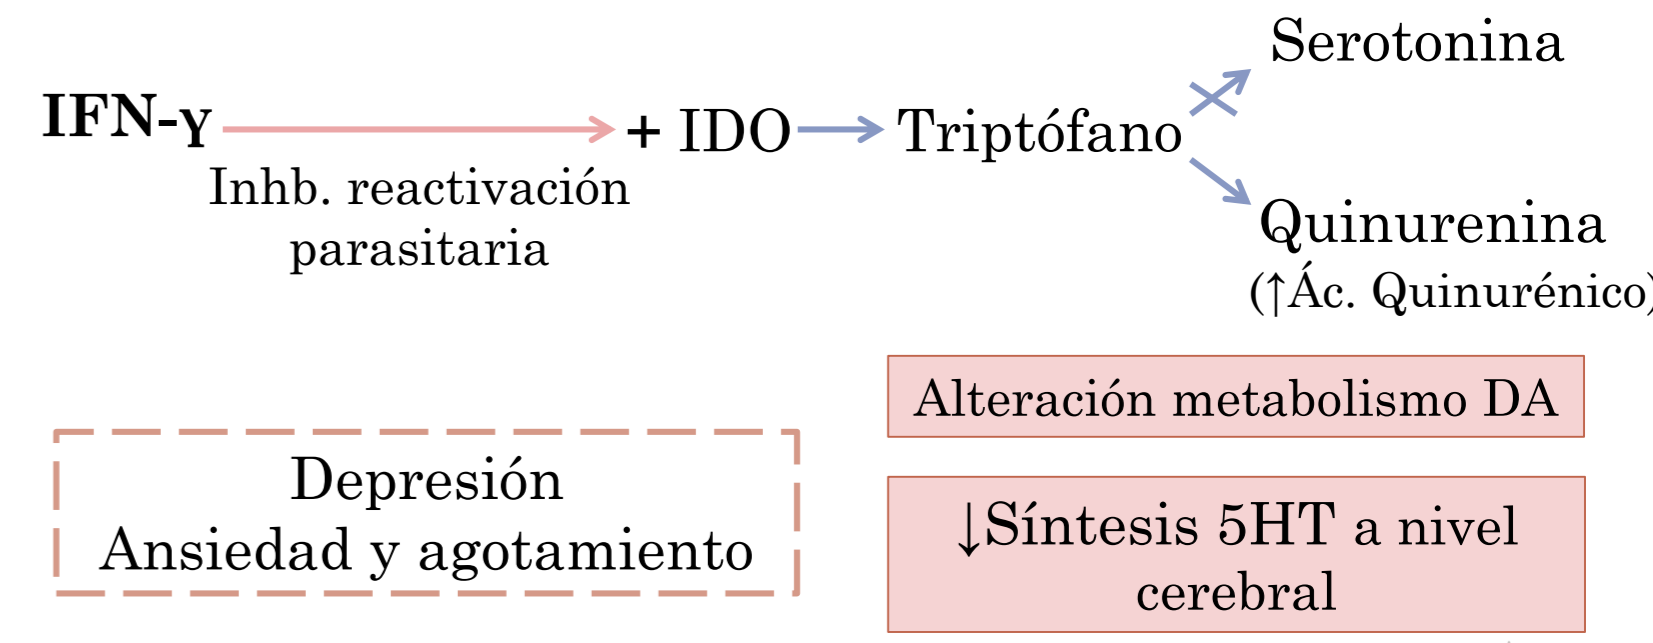 Serotonina
IFN-γ
+ IDO
Triptófano
Inhb. reactivación
parasitaria
Quinurenina
(↑Ác. Quinurénico)
Alteración metabolismo DA
Depresión
Ansiedad y agotamiento
↓Síntesis 5HT a nivel
cerebral